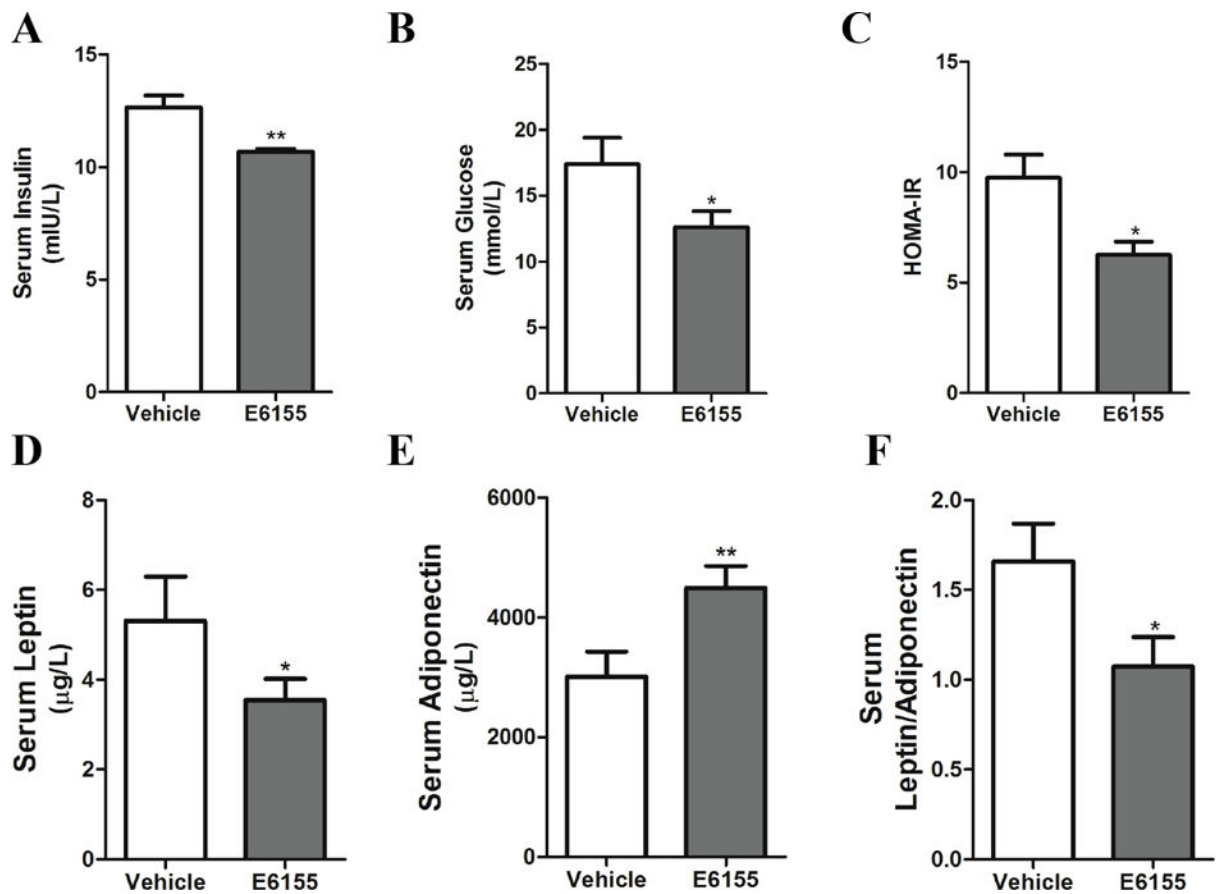 A
Serum Insulin
(mIU/L)
15
10
5
0
**
Vehicle
E6155
B
Serum Glucose
(mmol/L)
25
20
15
10
5
0
*
Vehicle
E6155
C
HOMA-IR
15
10
5
0
*
Vehicle
E6155
D
Serum Leptin
(μg/L)
8
6
4
2
0
*
Vehicle
E6155
E
Serum Adiponectin
(μg/L)
6000
4000
2000
0
**
Vehicle
E6155
F
Serum
Leptin/Adiponectin
2.0
1.5
1.0
0.5
0.0
*
Vehicle
E6155